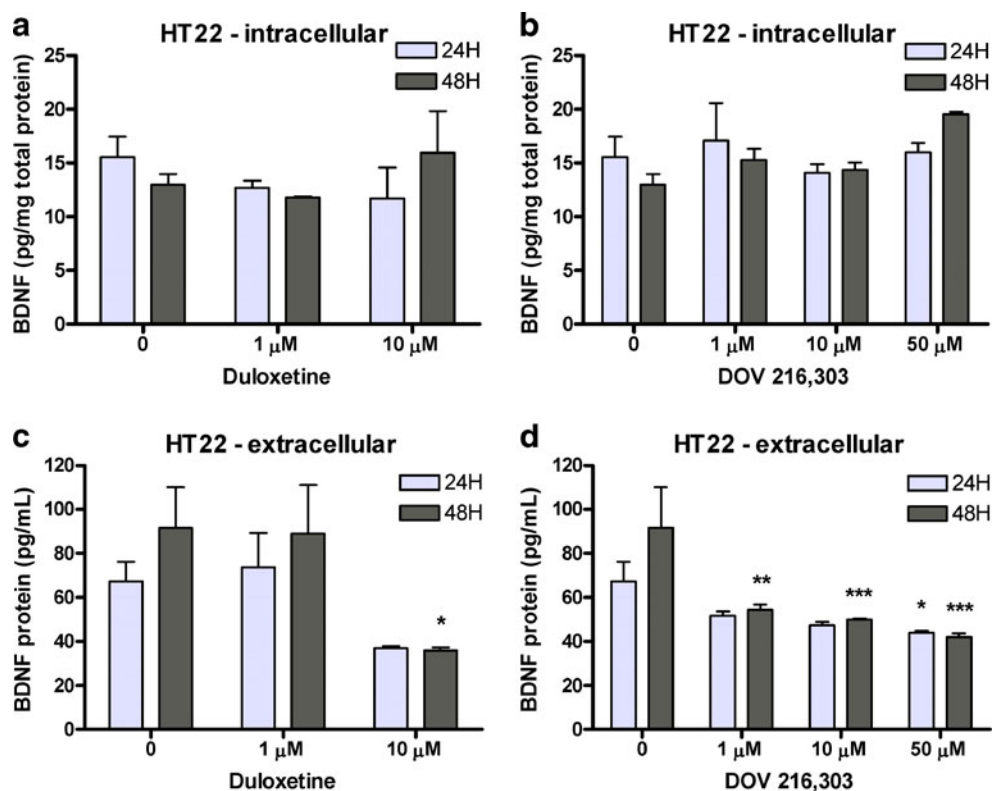 a
HT22 - intracellular
24H
48H
BDNF (pg/mg total protein)
25
20
15
10
5
0
0
1 μM
10 μM
Duloxetine
b
HT22 - intracellular
24H
48H
BDNF (pg/mg total protein)
25
20
15
10
5
0
0
1 μM
10 μM
50 μM
DOV 216,303
c
HT22 - extracellular
24H
48H
BDNF protein (pg/mL)
120
100
80
60
40
20
0
*
0
1 μM
10 μM
Duloxetine
d
HT22 - extracellular
24H
48H
BDNF protein (pg/mL)
120
100
80
60
40
20
0
**
***
*
***
0
1 μM
10 μM
50 μM
DOV 216,303